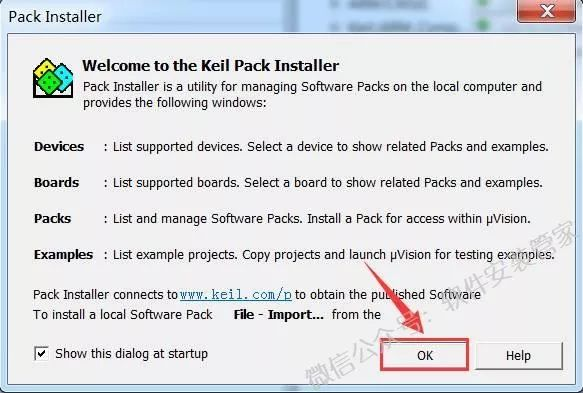 Pack Installer
Welcome to the Keil Pack Installer
Pack Installer is a utility for managing Software Packs on the local computer and
provides the following windows:
Devices : List supported devices. Select a device to show related Packs and examples.
Boards : List supported boards. Select a board to show related Packs and examples.
Packs : List and manage Software Packs. Install a Pack for access within µVision.
Examples : List example projects. Copy projects and launch µVision for testing examples.
Pack Installer connects to www.keil.com/p to obtain the published Software
To install a local Software Pack File - Import... from the
Show this dialog at startup
OK
Help
微信公众号：软件安装管家